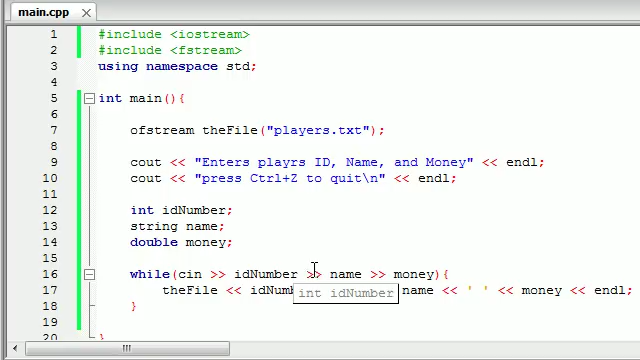 main.cpp
1 #include <iostream>
2 #include <fstream>
3 using namespace std;
4
5 int main(){
6
7 ofstream theFile("players.txt");
8
9 cout << "Enters playrs ID, Name, and Money" << endl;
10 cout << "press Ctrl+Z to quit\n" << endl;
11
12 int idNumber;
13 string name;
14 double money;
15
16 while(cin >> idNumber >> name >> money){
17 theFile << idNum int idNumber name << ' ' << money << endl;
18 }
19
20 }